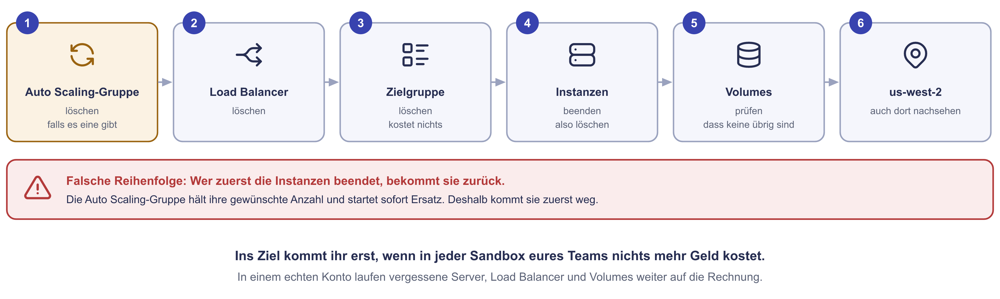 1
Auto Scaling-Gruppe
löschen
falls es eine gibt
2
Load Balancer
löschen
3
Zielgruppe
löschen
kostet nichts
4
Instanzen
beenden
also löschen
5
Volumes
prüfen
dass keine übrig sind
6
us-west-2
auch dort nachsehen
Falsche Reihenfolge: Wer zuerst die Instanzen beendet, bekommt sie zurück.
Die Auto Scaling-Gruppe hält ihre gewünschte Anzahl und startet sofort Ersatz. Deshalb kommt sie zuerst weg.
Ins Ziel kommt ihr erst, wenn in jeder Sandbox eures Teams nichts mehr Geld kostet.
In einem echten Konto laufen vergessene Server, Load Balancer und Volumes weiter auf die Rechnung.